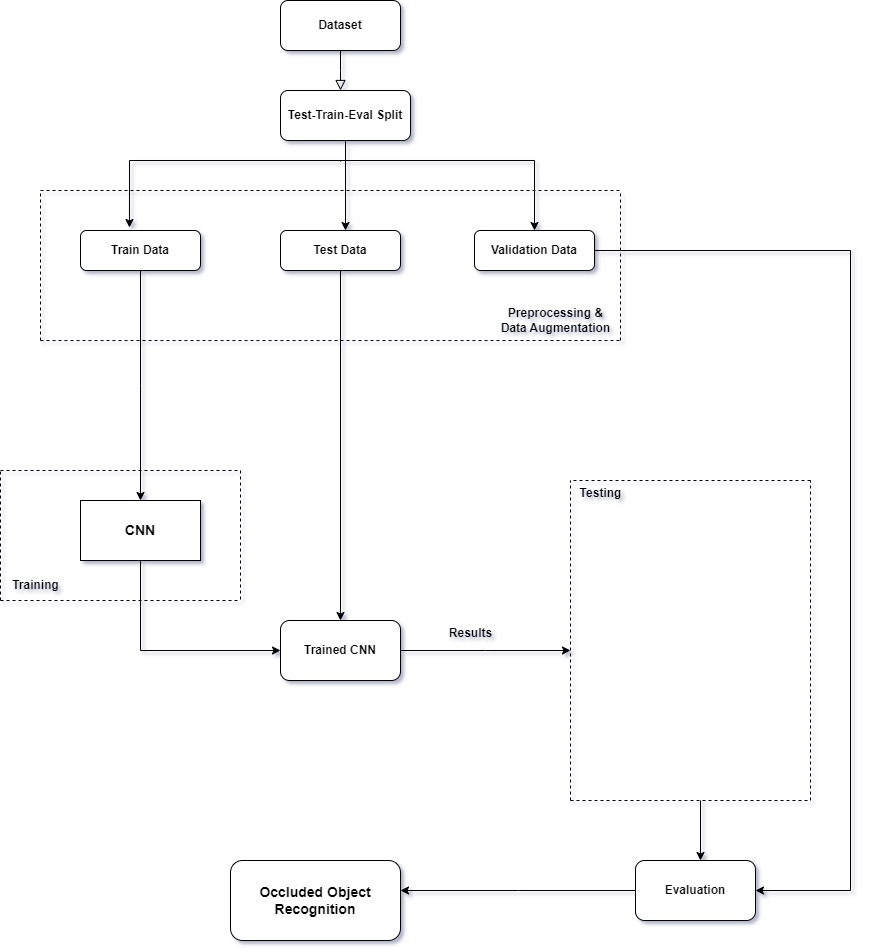 Dataset
Test-Train-Eval Split
Train Data
Test Data
Validation Data
Preprocessing &
Data Augmentation
Testing
CNN
Training
Results
Trained CNN
Evaluation
Occluded Object
Recognition